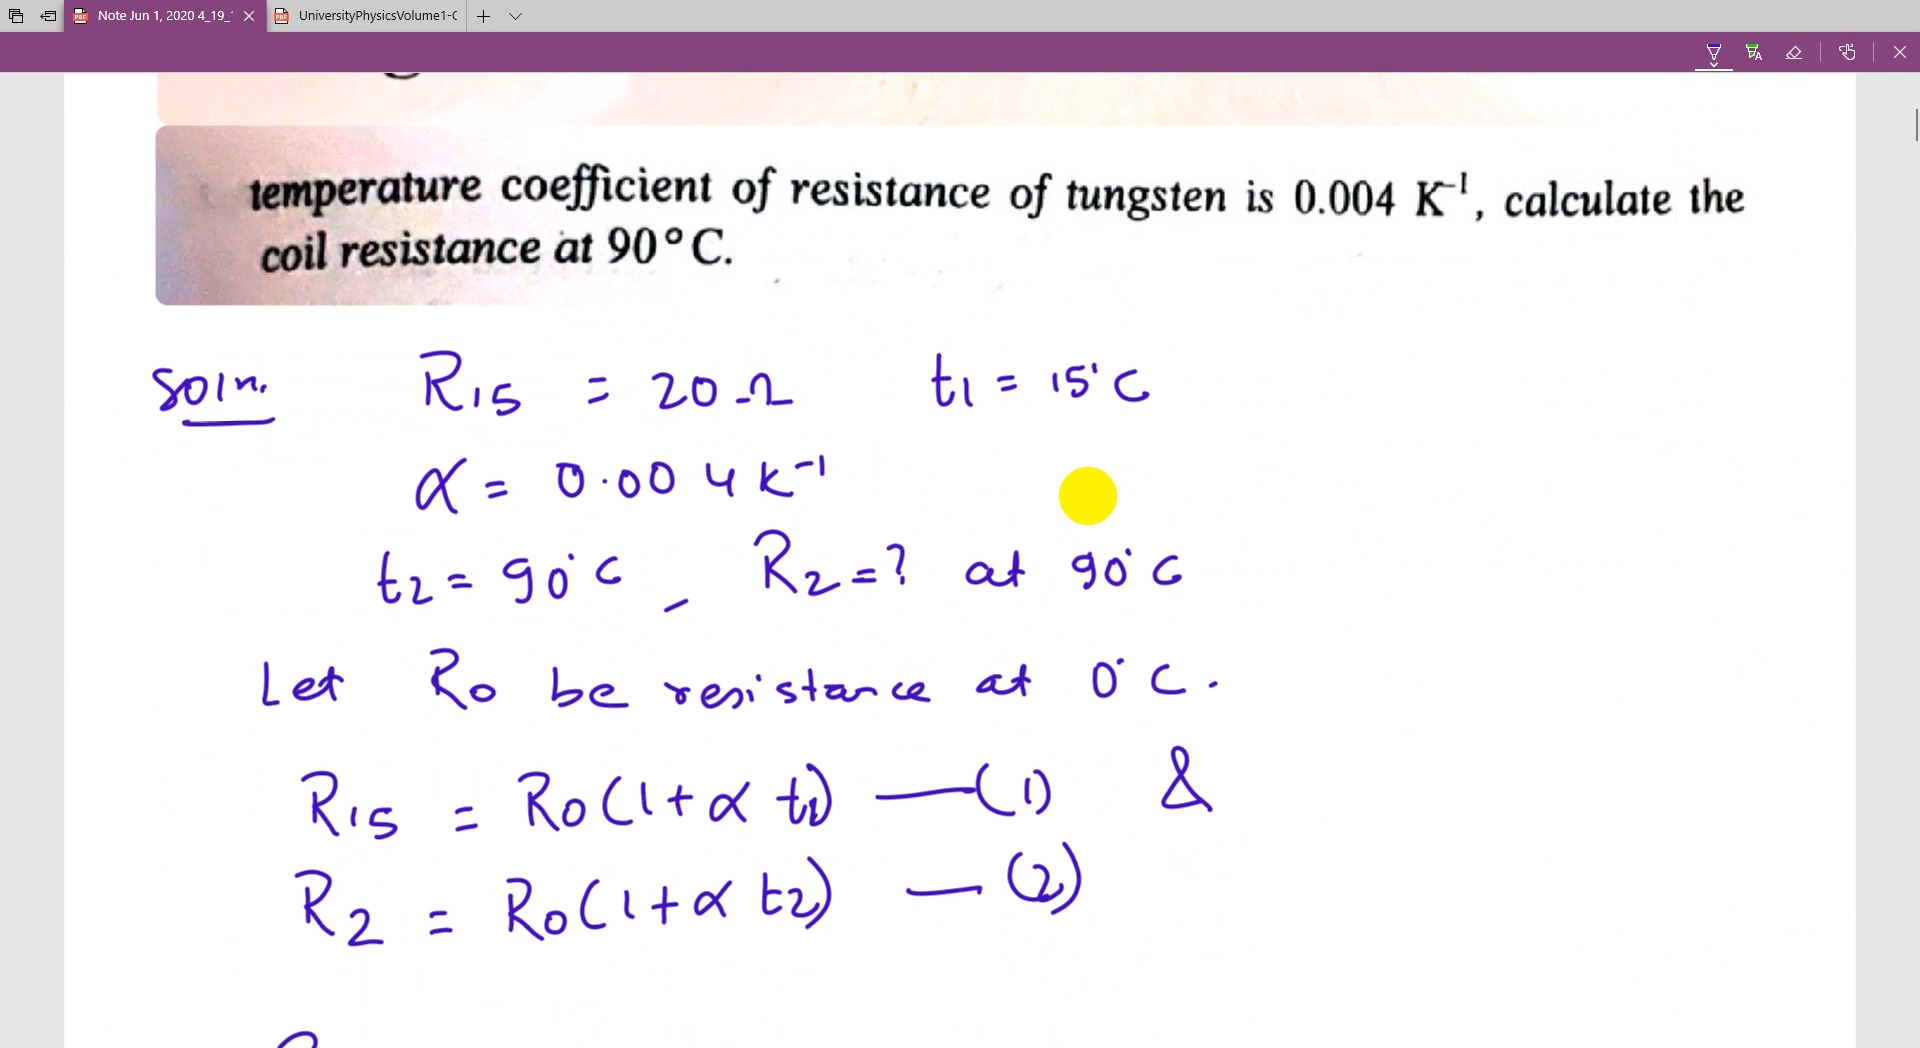 Note Jun 1, 2020 4_19_
UniversityPhysicsVolume1-
temperature coefficient of resistance of tungsten is 0.004 K⁻¹, calculate the
coil resistance at 90°C.
Soln. R15 = 20 Ω t1 = 15°C
α = 0.004 K⁻¹
t2 = 90°C , R2 = ? at 90°C
Let R0 be resistance at 0°C.
R15 = R0(1+α t1) —(1) &
R2 = R0(1+α t2) —(2)